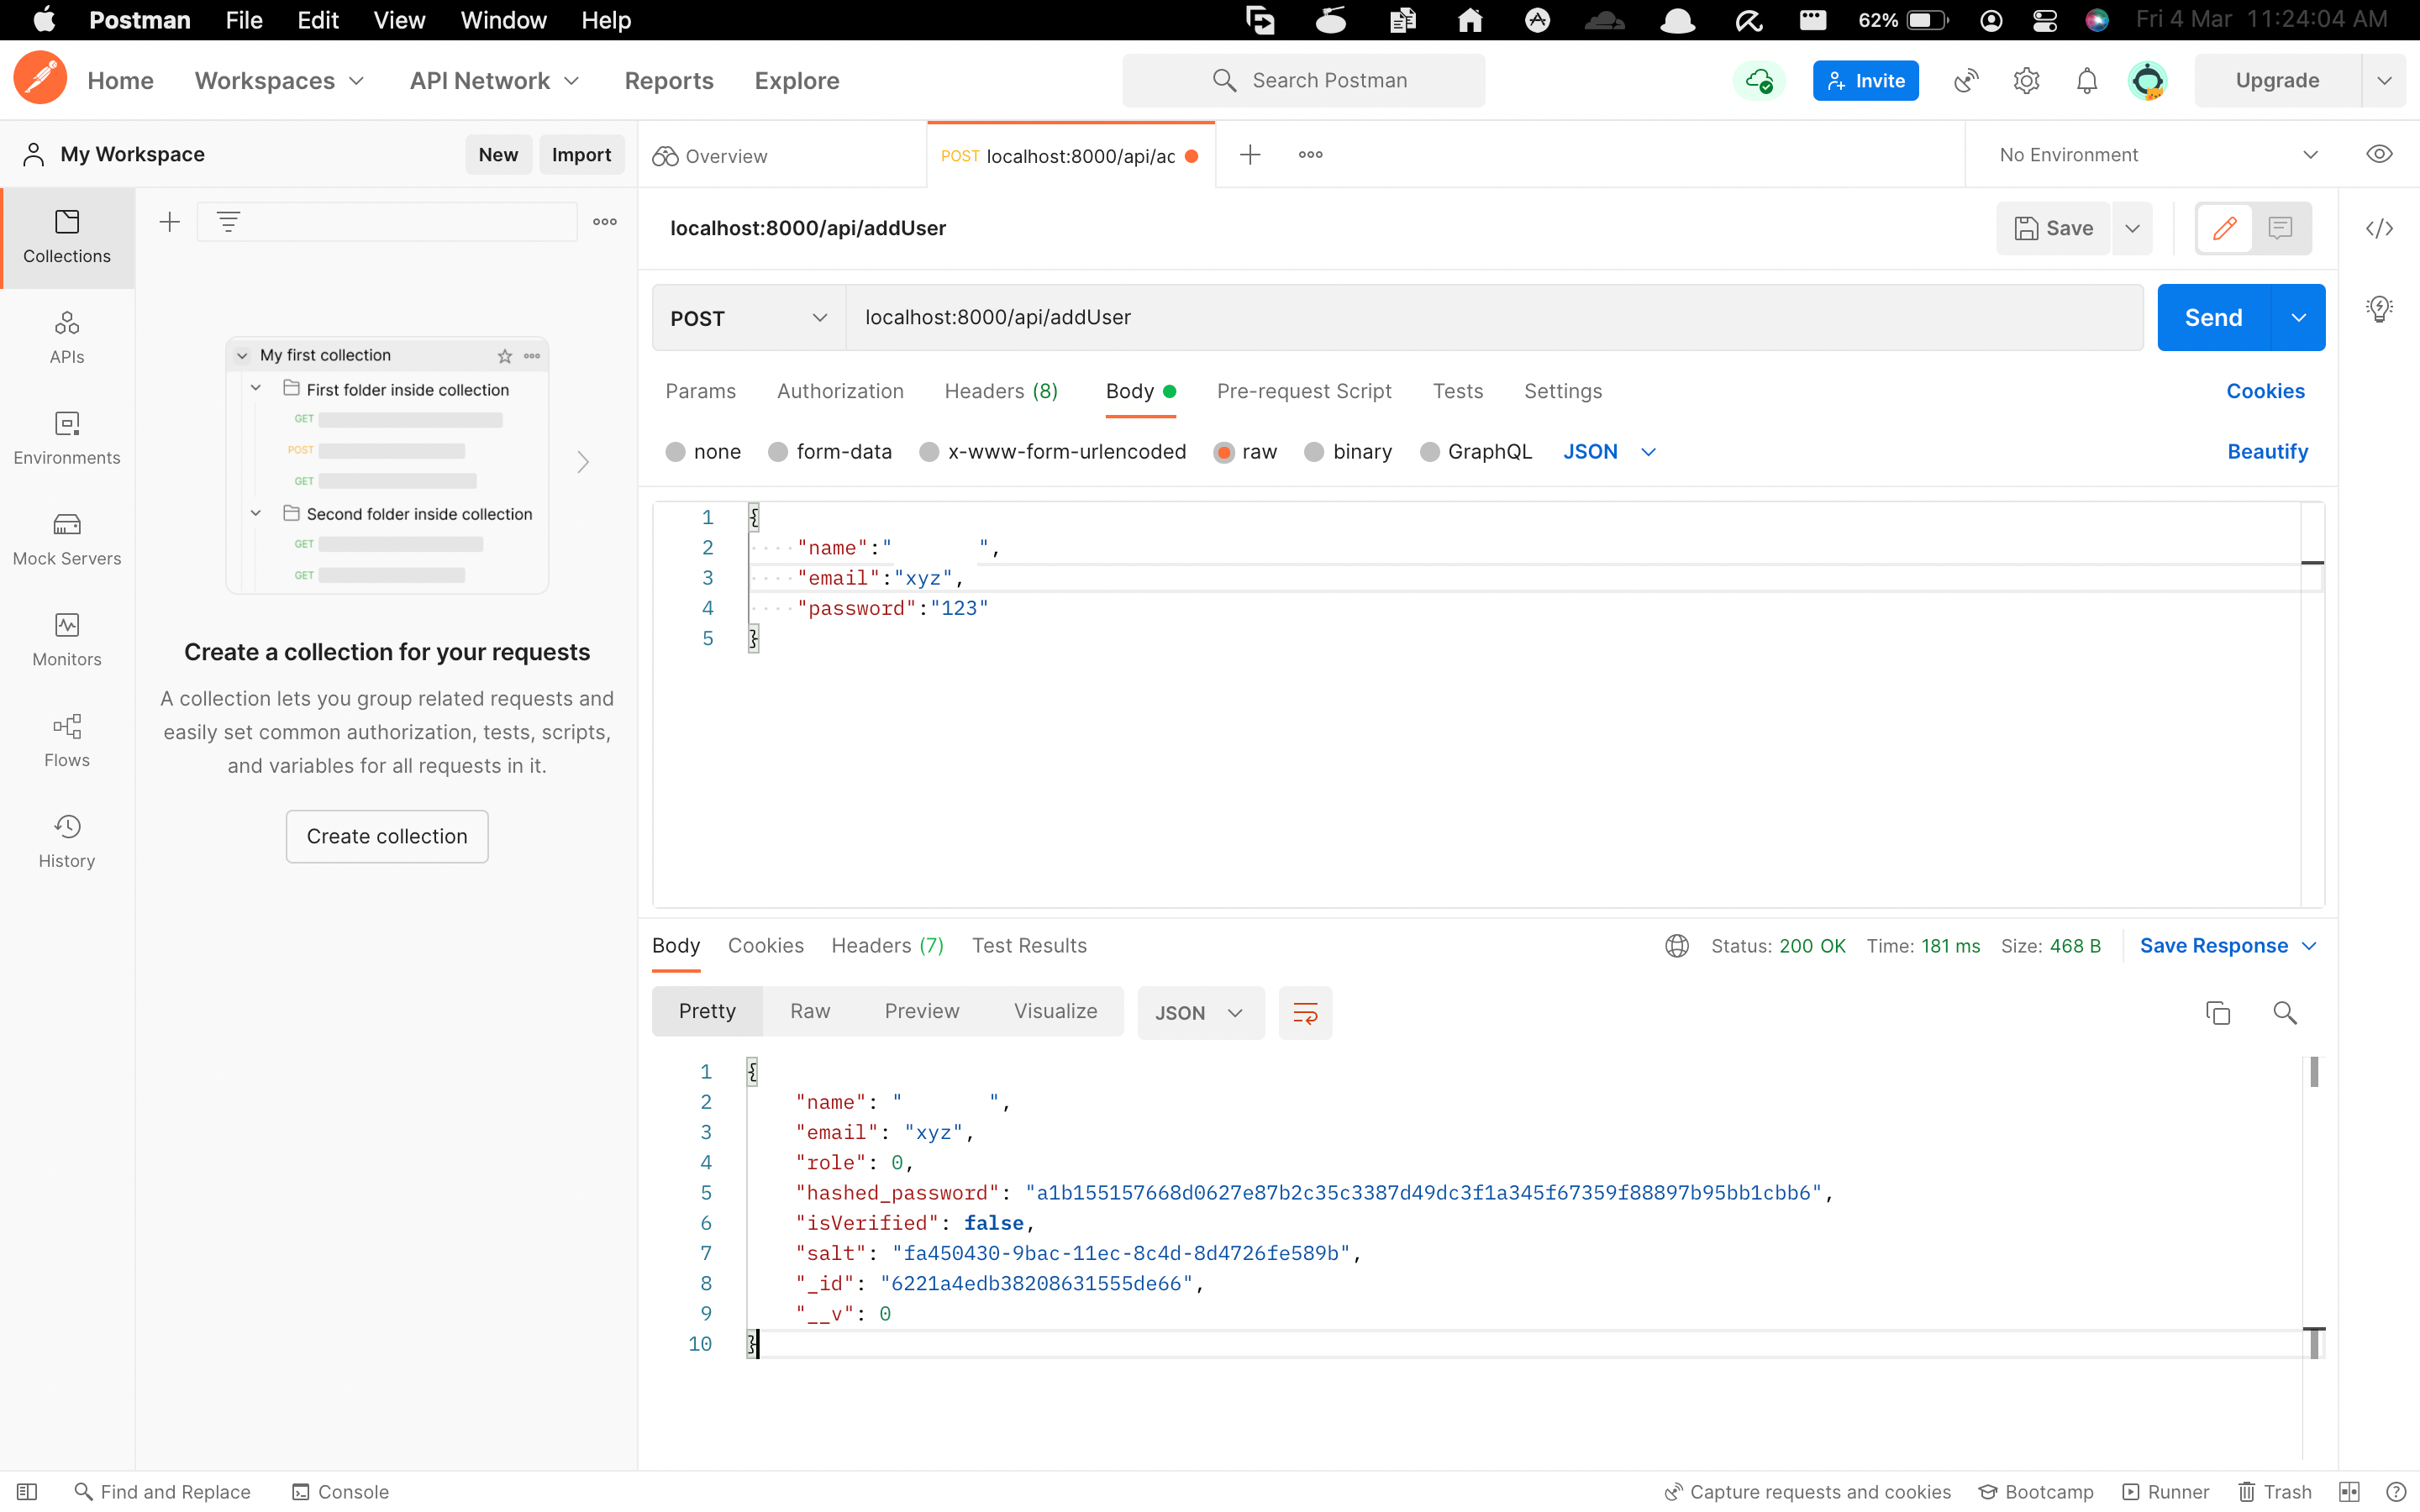 Postman File Edit View Window Help 62% Fri 4 Mar 11:24:04 AM
Home Workspaces API Network Reports Explore Search Postman Invite Upgrade
My Workspace New Import Overview POST localhost:8000/api/ac No Environment
Collections
APIs
Environments
Mock Servers
Monitors
Flows
History
My first collection
First folder inside collection
GET
POST
GET
Second folder inside collection
GET
GET
Create a collection for your requests
A collection lets you group related requests and
easily set common authorization, tests, scripts,
and variables for all requests in it.
Create collection
localhost:8000/api/addUser Save
POST localhost:8000/api/addUser Send
Params Authorization Headers (8) Body Pre-request Script Tests Settings Cookies
none form-data x-www-form-urlencoded raw binary GraphQL JSON Beautify
1 {
2 "name":" ",
3 "email":"xyz",
4 "password":"123"
5 }
Body Cookies Headers (7) Test Results Status: 200 OK Time: 181 ms Size: 468 B Save Response
Pretty Raw Preview Visualize JSON
1 {
2 "name": " ",
3 "email": "xyz",
4 "role": 0,
5 "hashed_password": "a1b155157668d0627e87b2c35c3387d49dc3f1a345f67359f88897b95bb1cbb6",
6 "isVerified": false,
7 "salt": "fa450430-9bac-11ec-8c4d-8d4726fe589b",
8 "_id": "6221a4edb38208631555de66",
9 "__v": 0
10 }
Find and Replace Console Capture requests and cookies Bootcamp Runner Trash